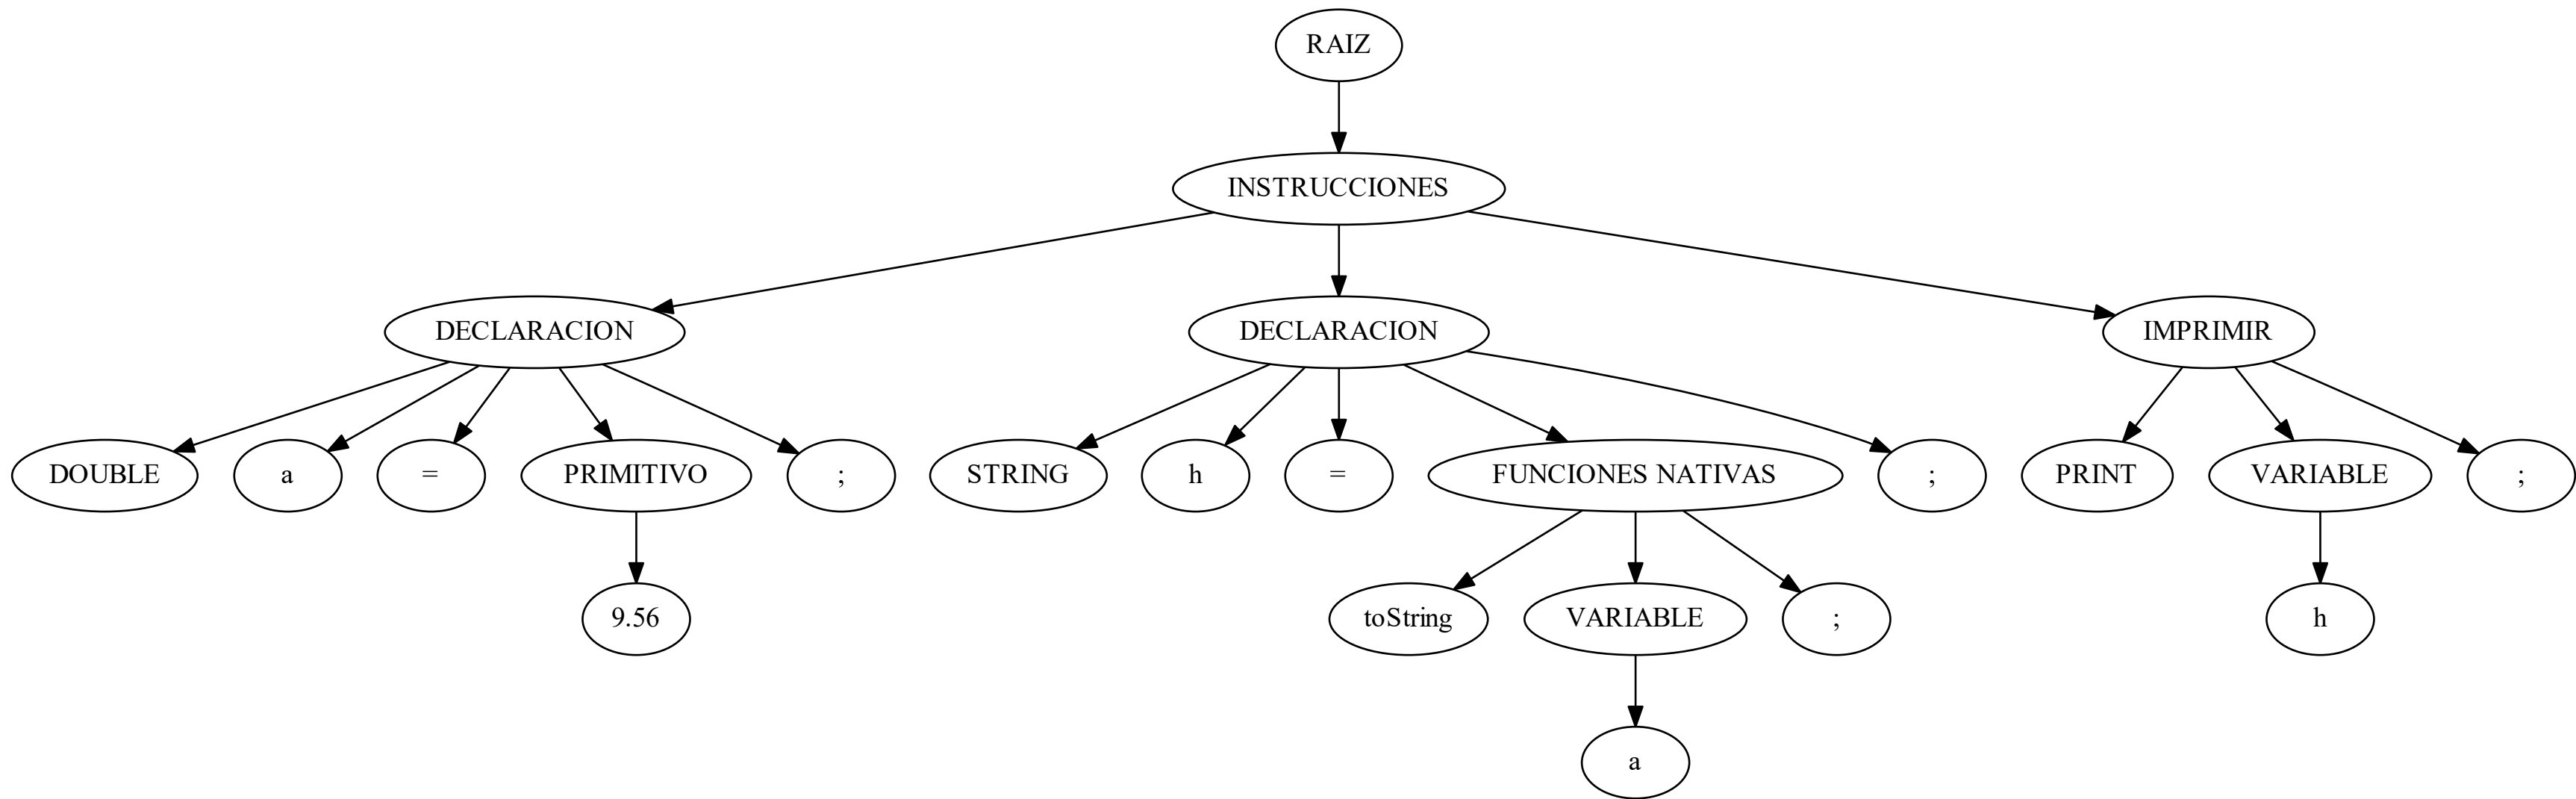 RAIZ
INSTRUCCIONES
DECLARACION DECLARACION IMPRIMIR
DOUBLE a = PRIMITIVO ; STRING h = FUNCIONES NATIVAS ; PRINT VARIABLE ;
9.56 toString VARIABLE ; h
a